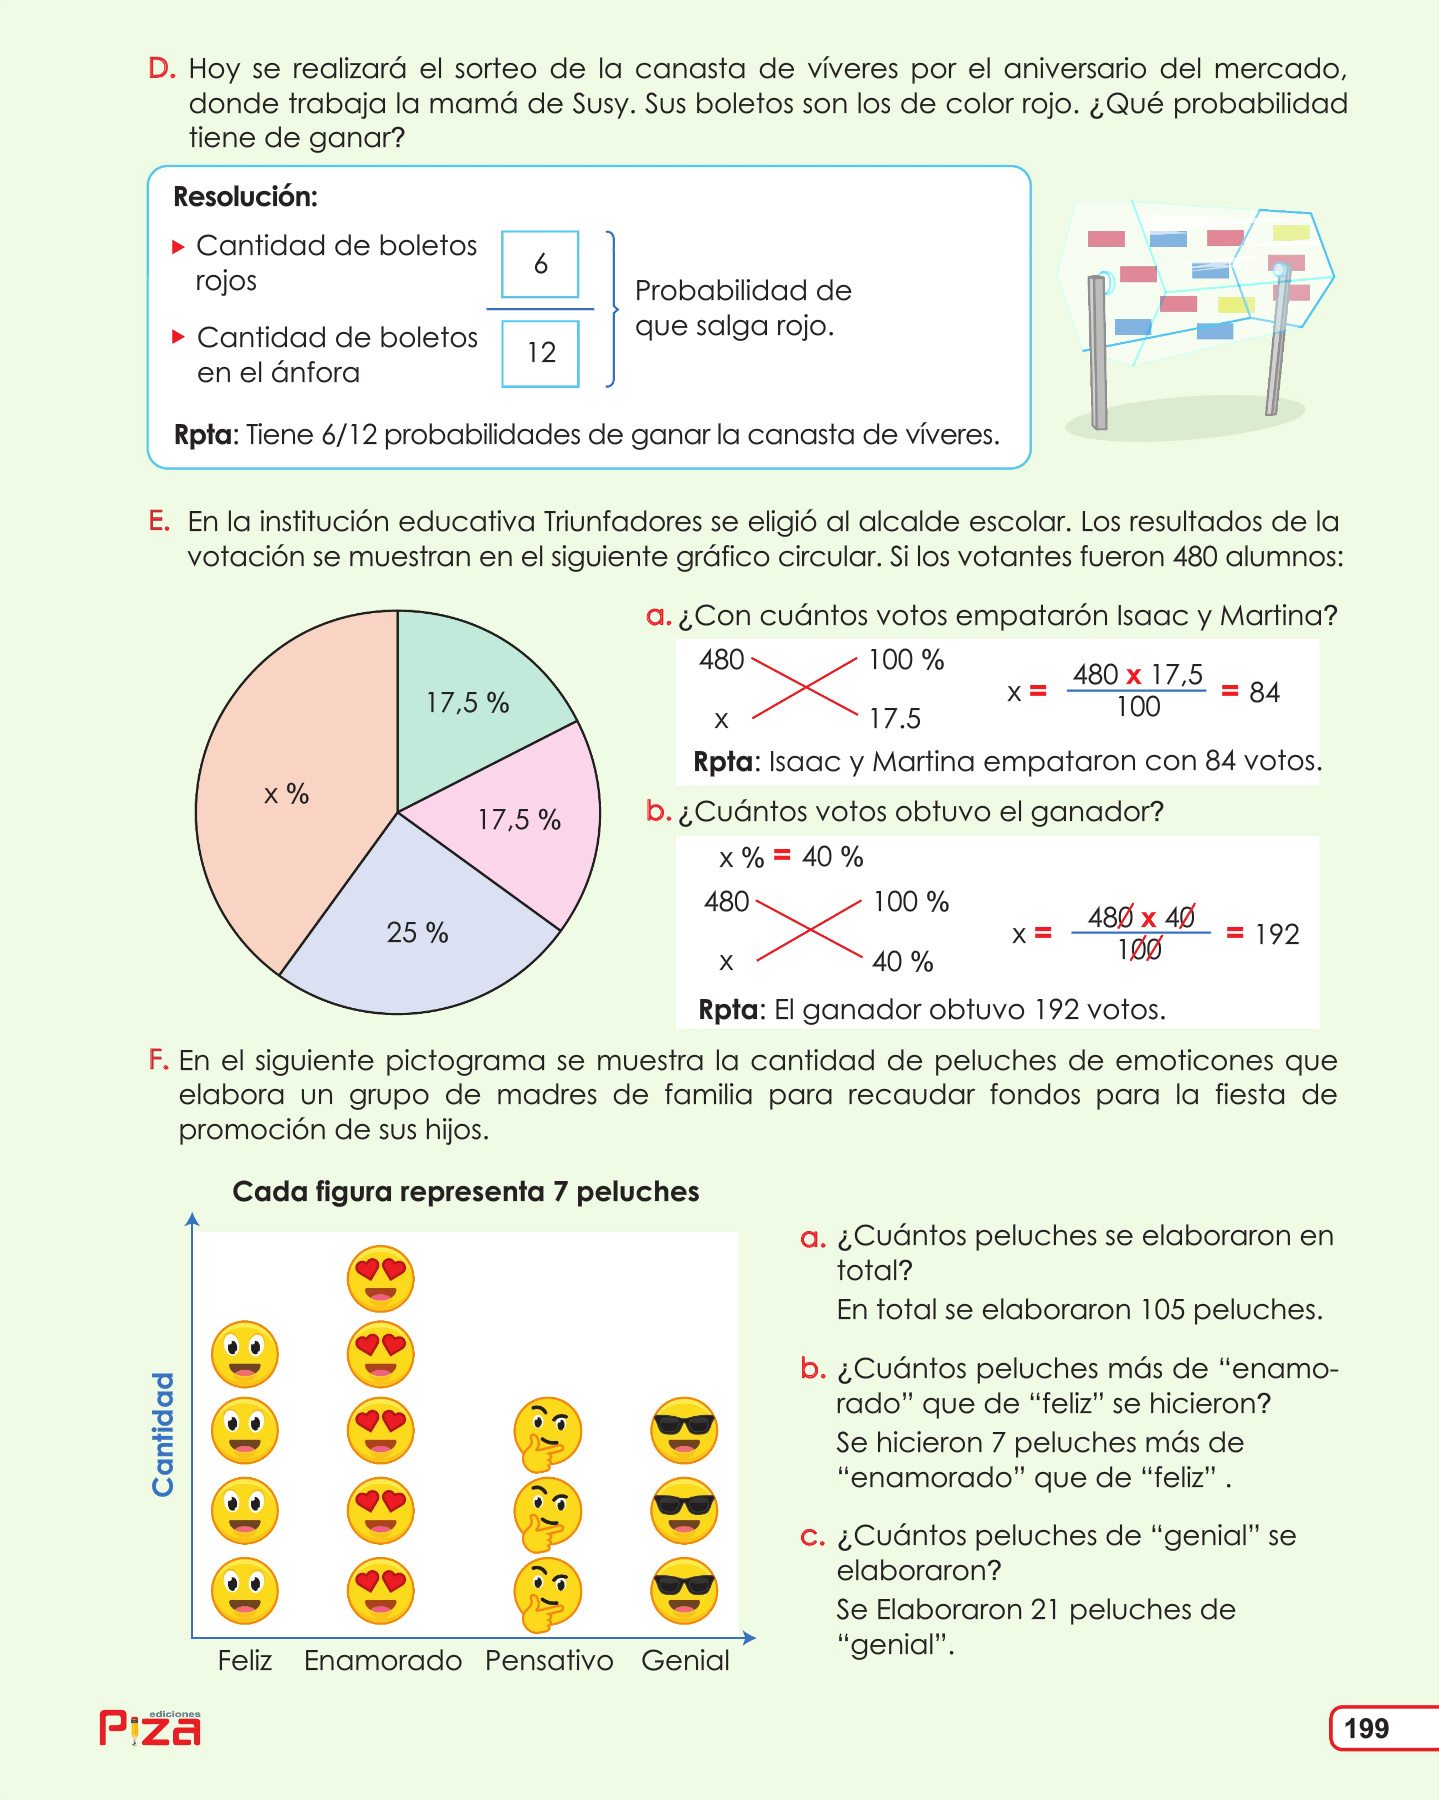 D. Hoy se realizará el sorteo de la canasta de víveres por el aniversario del mercado,
donde trabaja la mamá de Susy. Sus boletos son los de color rojo. ¿Qué probabilidad
tiene de ganar?
Resolución:
Cantidad de boletos
rojos
6
Cantidad de boletos
en el ánfora
12
Probabilidad de
que salga rojo.
Rpta: Tiene 6/12 probabilidades de ganar la canasta de víveres.
E. En la institución educativa Triunfadores se eligió al alcalde escolar. Los resultados de la
votación se muestran en el siguiente gráfico circular. Si los votantes fueron 480 alumnos:
17,5 %
17,5 %
25 %
x %
a. ¿Con cuántos votos empatarón Isaac y Martina?
480 100 %
x 17.5
x = 480 x 17,5 = 84
100
Rpta: Isaac y Martina empataron con 84 votos.
b. ¿Cuántos votos obtuvo el ganador?
x % = 40 %
480 100 %
x 40 %
x = 480 x 40 = 192
100
Rpta: El ganador obtuvo 192 votos.
F. En el siguiente pictograma se muestra la cantidad de peluches de emoticones que
elabora un grupo de madres de familia para recaudar fondos para la fiesta de
promoción de sus hijos.
Cada figura representa 7 peluches
Cantidad
Feliz Enamorado Pensativo Genial
a. ¿Cuántos peluches se elaboraron en
total?
En total se elaboraron 105 peluches.
b. ¿Cuántos peluches más de “enamo-
rado” que de “feliz” se hicieron?
Se hicieron 7 peluches más de
“enamorado” que de “feliz” .
c. ¿Cuántos peluches de “genial” se
elaboraron?
Se Elaboraron 21 peluches de
“genial”.
ediciones
Piza
199